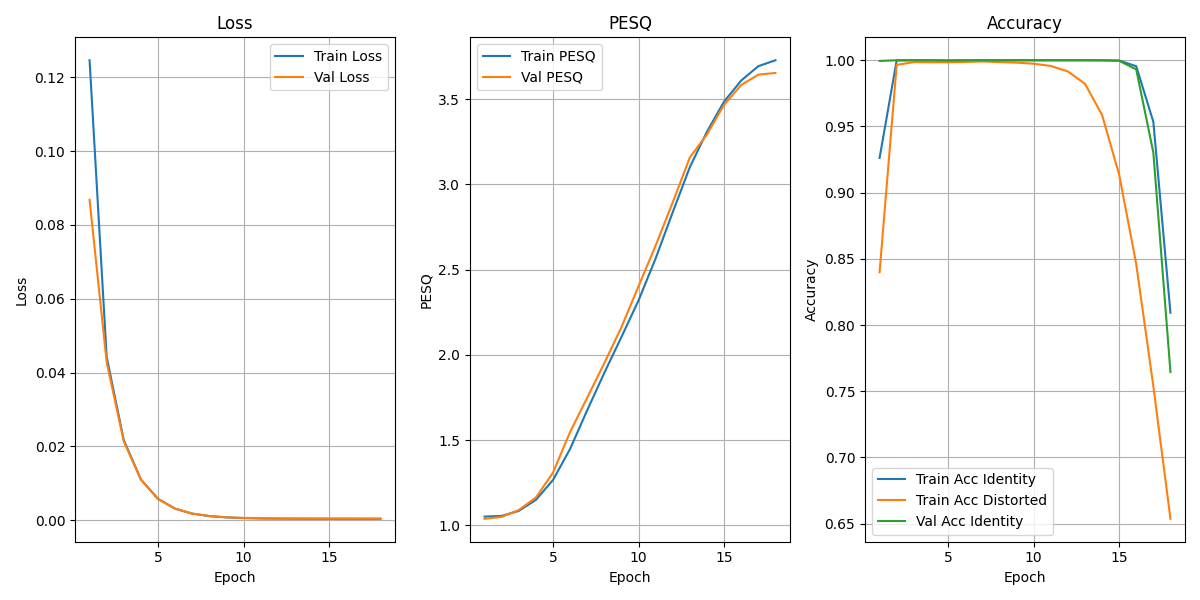 Loss
Train Loss
Val Loss
0.12
0.10
0.08
0.06
0.04
0.02
0.00
Loss
5
10
15
Epoch
PESQ
Train PESQ
Val PESQ
3.5
3.0
2.5
2.0
1.5
1.0
PESQ
5
10
15
Epoch
Accuracy
1.00
0.95
0.90
0.85
0.80
0.75
0.70
0.65
Accuracy
Train Acc Identity
Train Acc Distorted
Val Acc Identity
5
10
15
Epoch